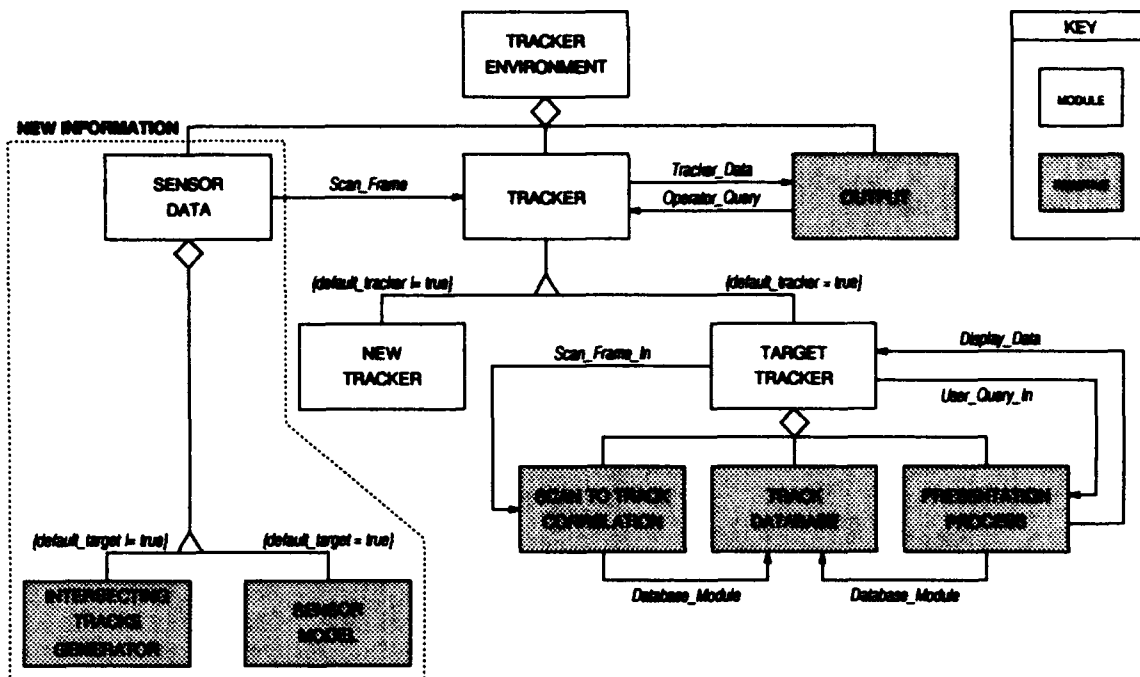 TRACKER
ENVIRONMENT
KEY
MODULE
NEW INFORMATION
SENSOR
DATA
Scan_Frame
TRACKER
Tracker_Data
Operator_Query
OUTPUT
{default_tracker != true}
{default_tracker = true}
NEW
TRACKER
Scan_Frame_In
TARGET
TRACKER
Display_Data
User_Query_In
SCAN TO TRACK
CORRELATION
TRACK
DATABASE
PRESENTATION
PROCESS
{default_target != true}
{default_target = true}
Database_Module
Database_Module
INTERSECTING
TRACKS
GENERATOR
SENSOR
MODEL